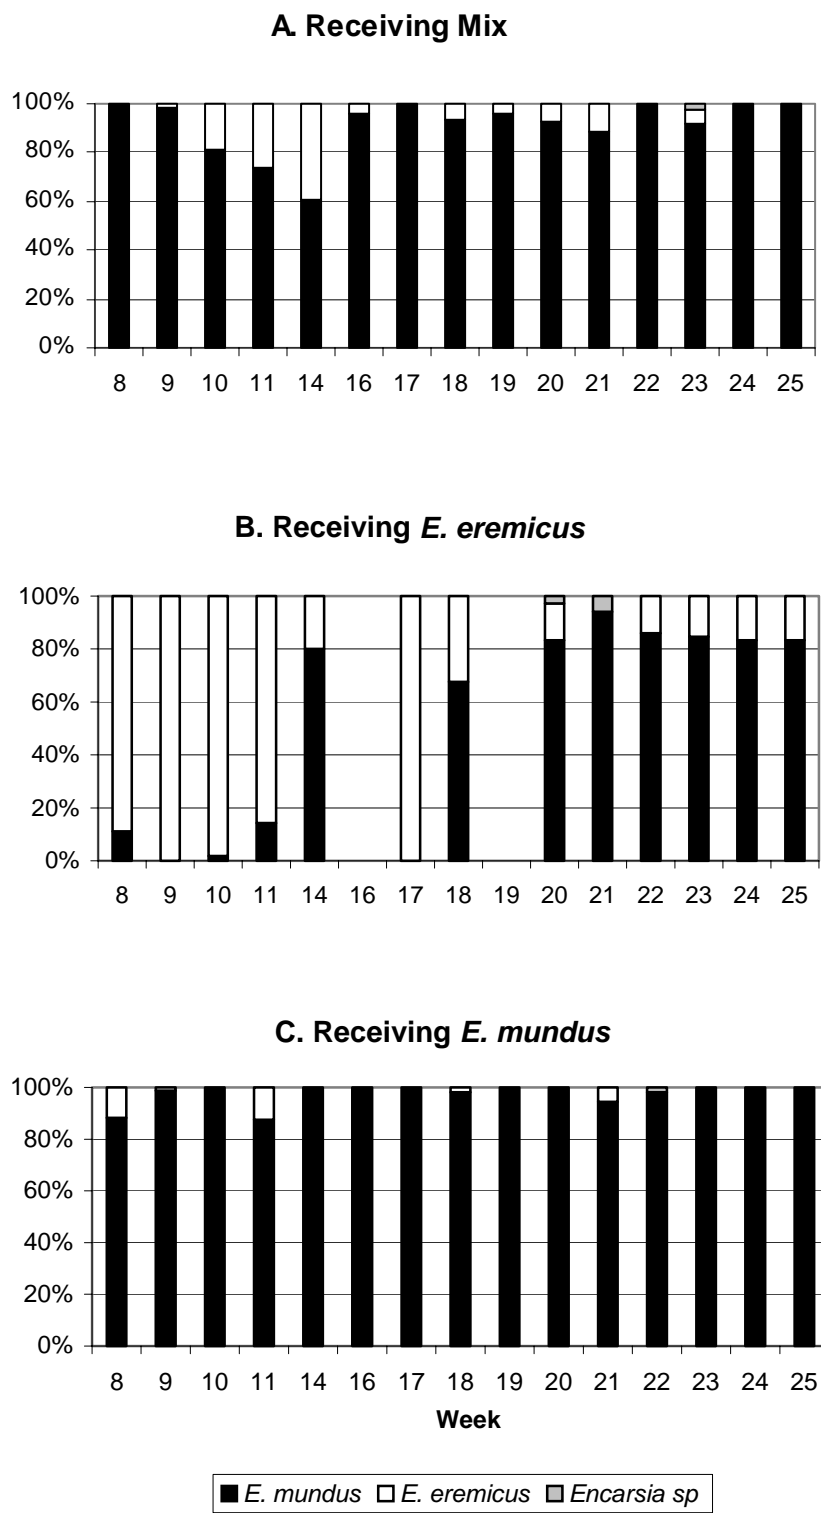 A. Receiving Mix
100%
80%
60%
40%
20%
0%
8 9 10 11 14 16 17 18 19 20 21 22 23 24 25
B. Receiving E. eremicus
100%
80%
60%
40%
20%
0%
8 9 10 11 14 16 17 18 19 20 21 22 23 24 25
C. Receiving E. mundus
100%
80%
60%
40%
20%
0%
8 9 10 11 14 16 17 18 19 20 21 22 23 24 25
Week
E. mundus E. eremicus Encarsia sp